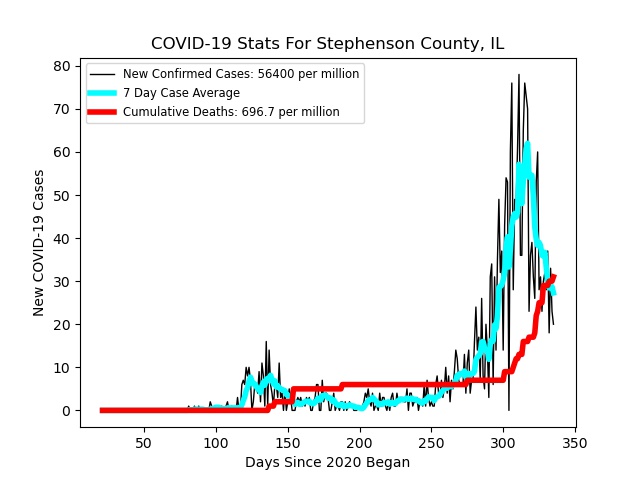 COVID-19 Stats For Stephenson County, IL
New Confirmed Cases: 56400 per million
7 Day Case Average
Cumulative Deaths: 696.7 per million
New COVID-19 Cases
80
70
60
50
40
30
20
10
0
50
100
150
200
250
300
350
Days Since 2020 Began